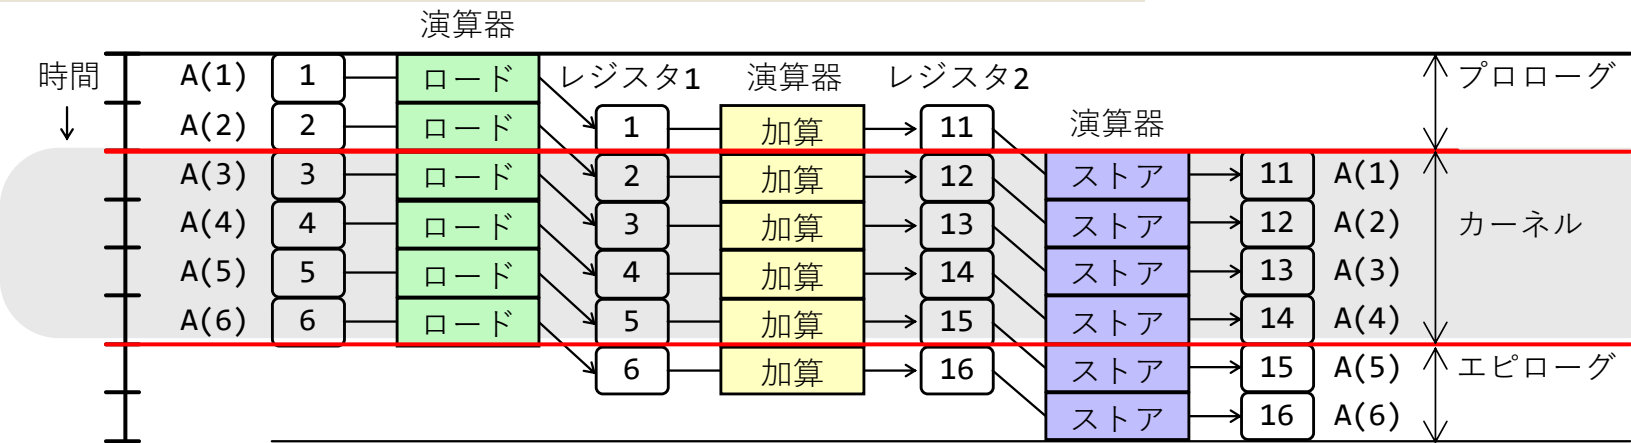 演算器
時間 A(1) 1 ロード レジスタ1 演算器 レジスタ2 プロローグ
A(2) 2 ロード 1 加算 11 演算器
A(3) 3 ロード 2 加算 12 ストア 11 A(1)
A(4) 4 ロード 3 加算 13 ストア 12 A(2) カーネル
A(5) 5 ロード 4 加算 14 ストア 13 A(3)
A(6) 6 ロード 5 加算 15 ストア 14 A(4)
6 加算 16 ストア 15 A(5) エピローグ
ストア 16 A(6)